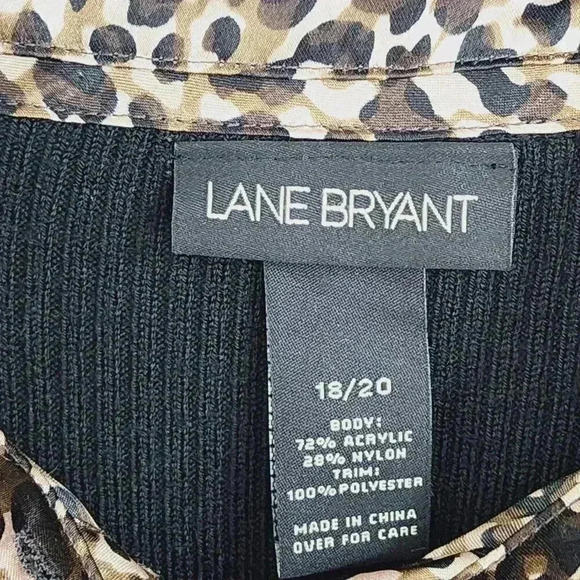 LANE BRYANT
18/20
BODY:
72% ACRYLIC
28% NYLON
TRIM:
100% POLYESTER
MADE IN CHINA
OVER FOR CARE